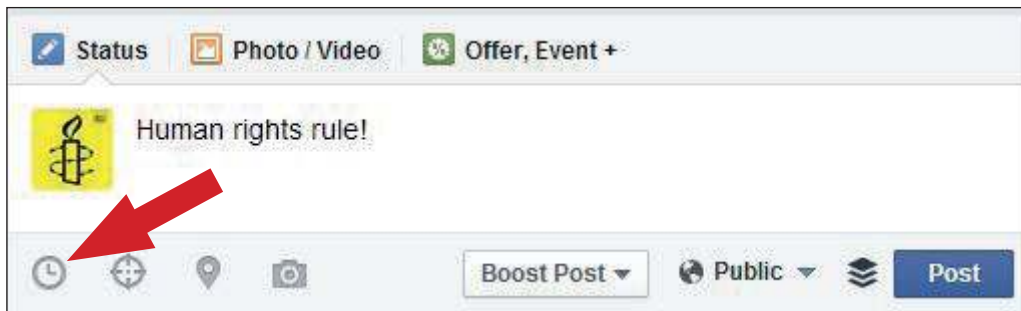 Status Photo / Video Offer, Event +
Human rights rule!
Boost Post Public Post